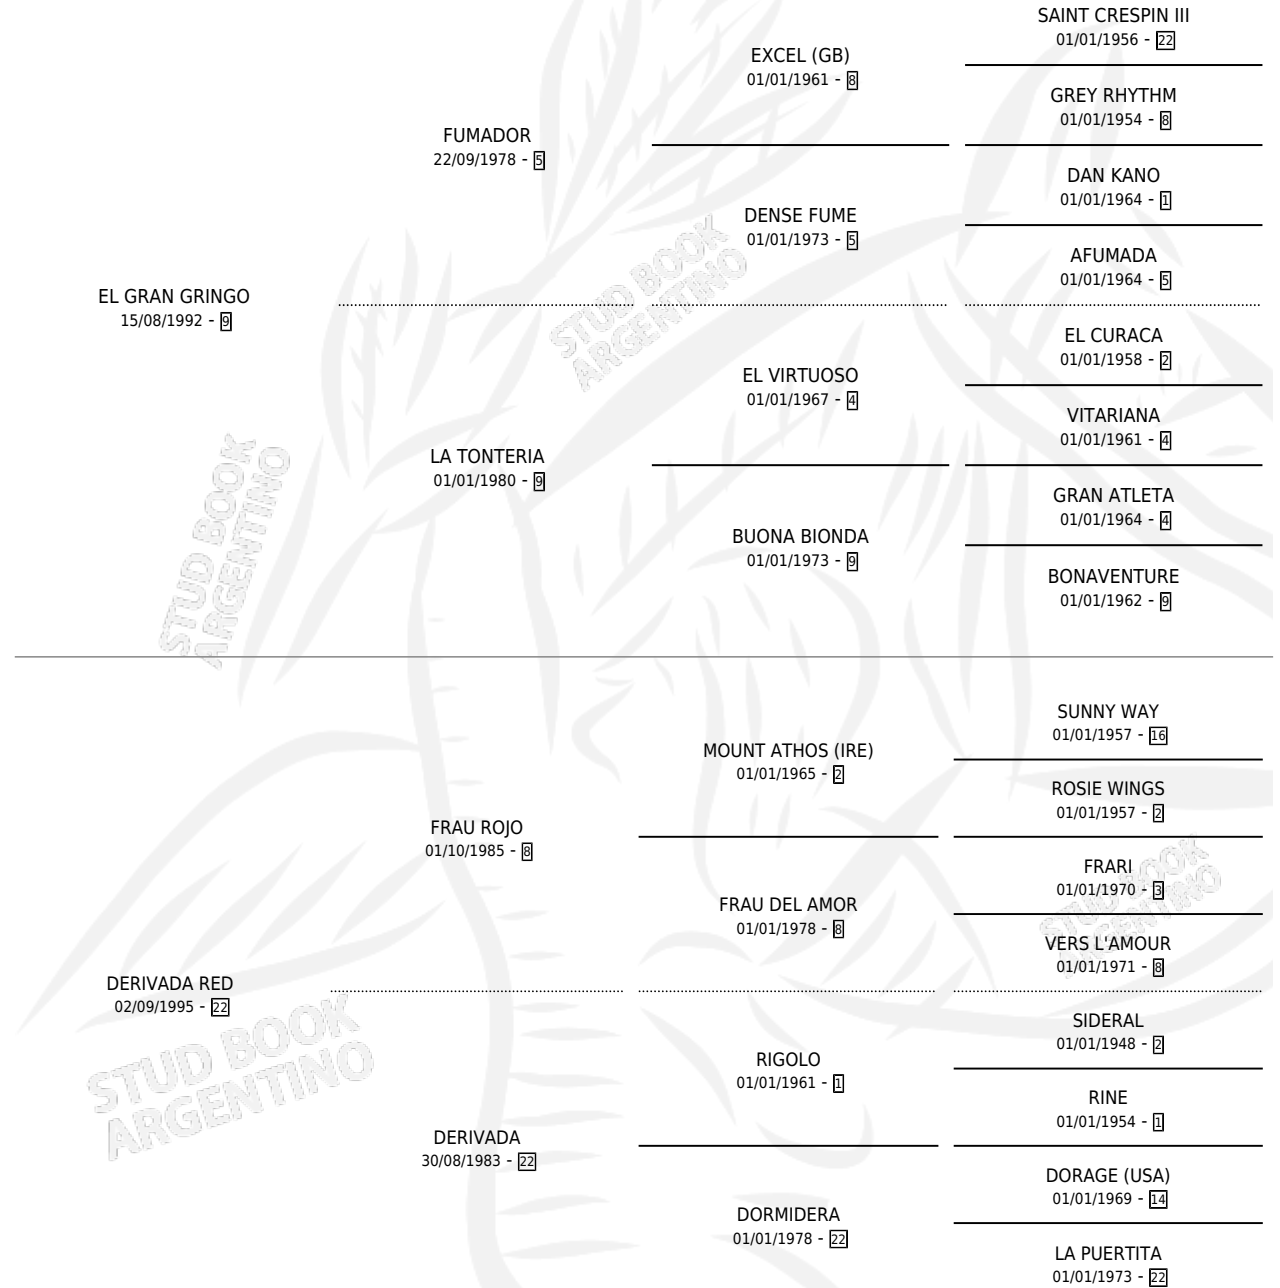 SAINT CRESPIN III
01/01/1956 - 22
EXCEL (GB)
01/01/1961 - 8
GREY RHYTHM
01/01/1954 - 8
FUMADOR
22/09/1978 - 5
DAN KANO
01/01/1964 - 1
DENSE FUME
01/01/1973 - 5
AFUMADA
01/01/1964 - 5
EL GRAN GRINGO
15/08/1992 - 9
EL CURACA
01/01/1958 - 2
EL VIRTUOSO
01/01/1967 - 4
VITARIANA
01/01/1961 - 4
LA TONTERIA
01/01/1980 - 9
GRAN ATLETA
01/01/1964 - 4
BUONA BIONDA
01/01/1973 - 9
BONAVENTURE
01/01/1962 - 9
SUNNY WAY
01/01/1957 - 16
MOUNT ATHOS (IRE)
01/01/1965 - 2
ROSIE WINGS
01/01/1957 - 2
FRAU ROJO
01/10/1985 - 8
FRARI
01/01/1970 - 3
FRAU DEL AMOR
01/01/1978 - 8
VERS L'AMOUR
01/01/1971 - 8
DERIVADA RED
02/09/1995 - 22
SIDERAL
01/01/1948 - 2
RIGOLO
01/01/1961 - 1
RINE
01/01/1954 - 1
DERIVADA
30/08/1983 - 22
DORAGE (USA)
01/01/1969 - 14
DORMIDERA
01/01/1978 - 22
LA PUERTITA
01/01/1973 - 22
STUD BOOK
ARGENTINO
STUD BOOK
ARGENTINO
STUD BOOK
ARGENTINO
STUD BOOK
ARGENTINO